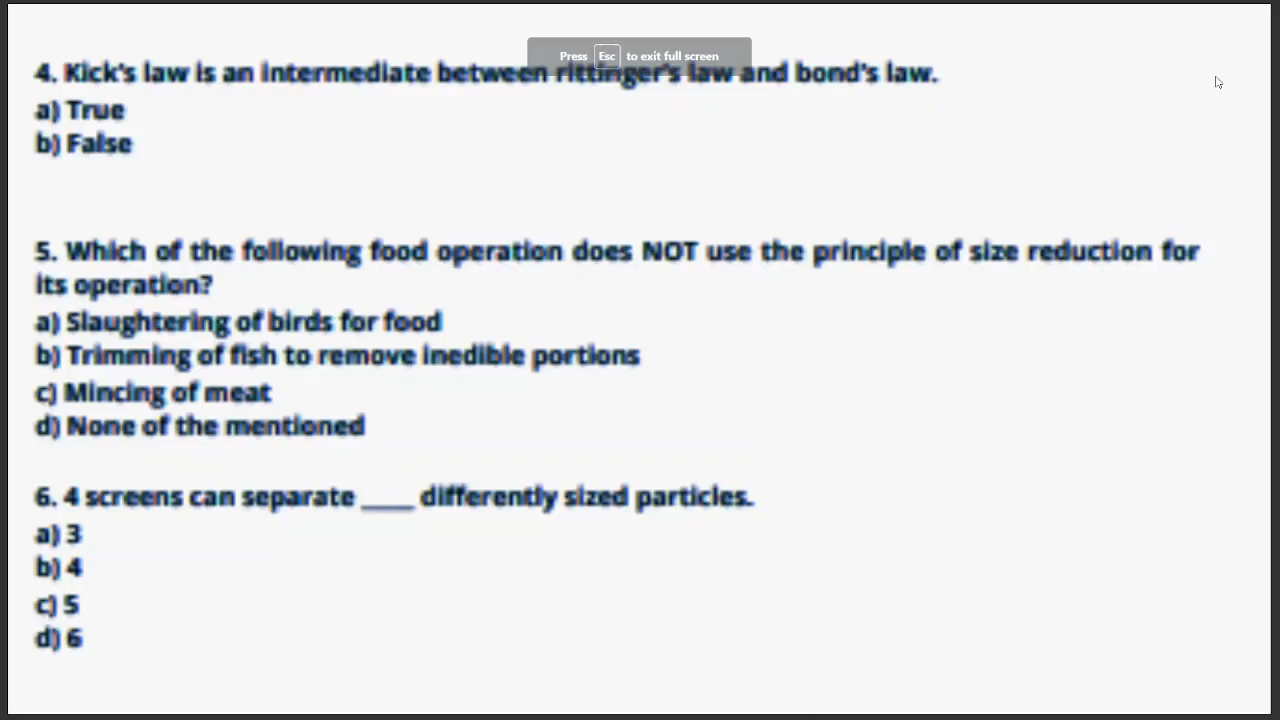 Press Esc to exit full screen
4. Kick's law is an intermediate between rittinger's law and bond's law.
a) True
b) False
5. Which of the following food operation does NOT use the principle of size reduction for
its operation?
a) Slaughtering of birds for food
b) Trimming of fish to remove inedible portions
c) Mincing of meat
d) None of the mentioned
6. 4 screens can separate ____ differently sized particles.
a) 3
b) 4
c) 5
d) 6